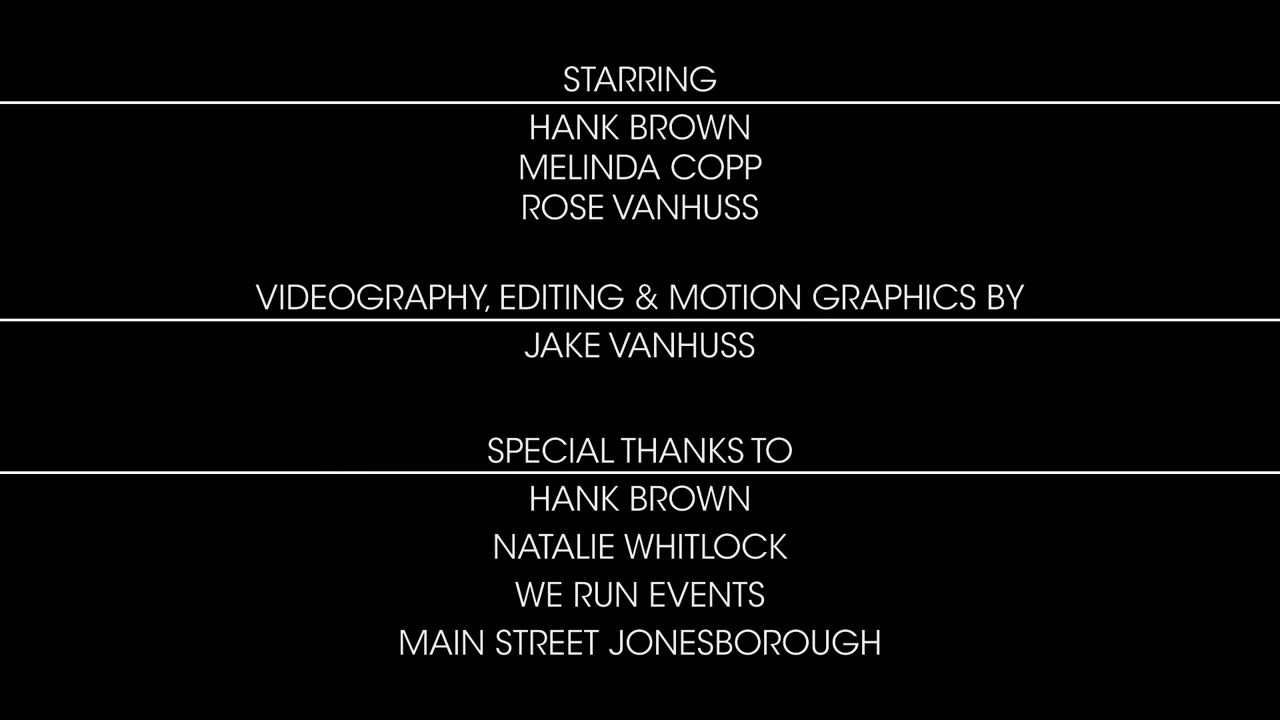 STARRING
HANK BROWN
MELINDA COPP
ROSE VANHUSS
VIDEOGRAPHY, EDITING & MOTION GRAPHICS BY
JAKE VANHUSS
SPECIAL THANKS TO
HANK BROWN
NATALIE WHITLOCK
WE RUN EVENTS
MAIN STREET JONESBOROUGH